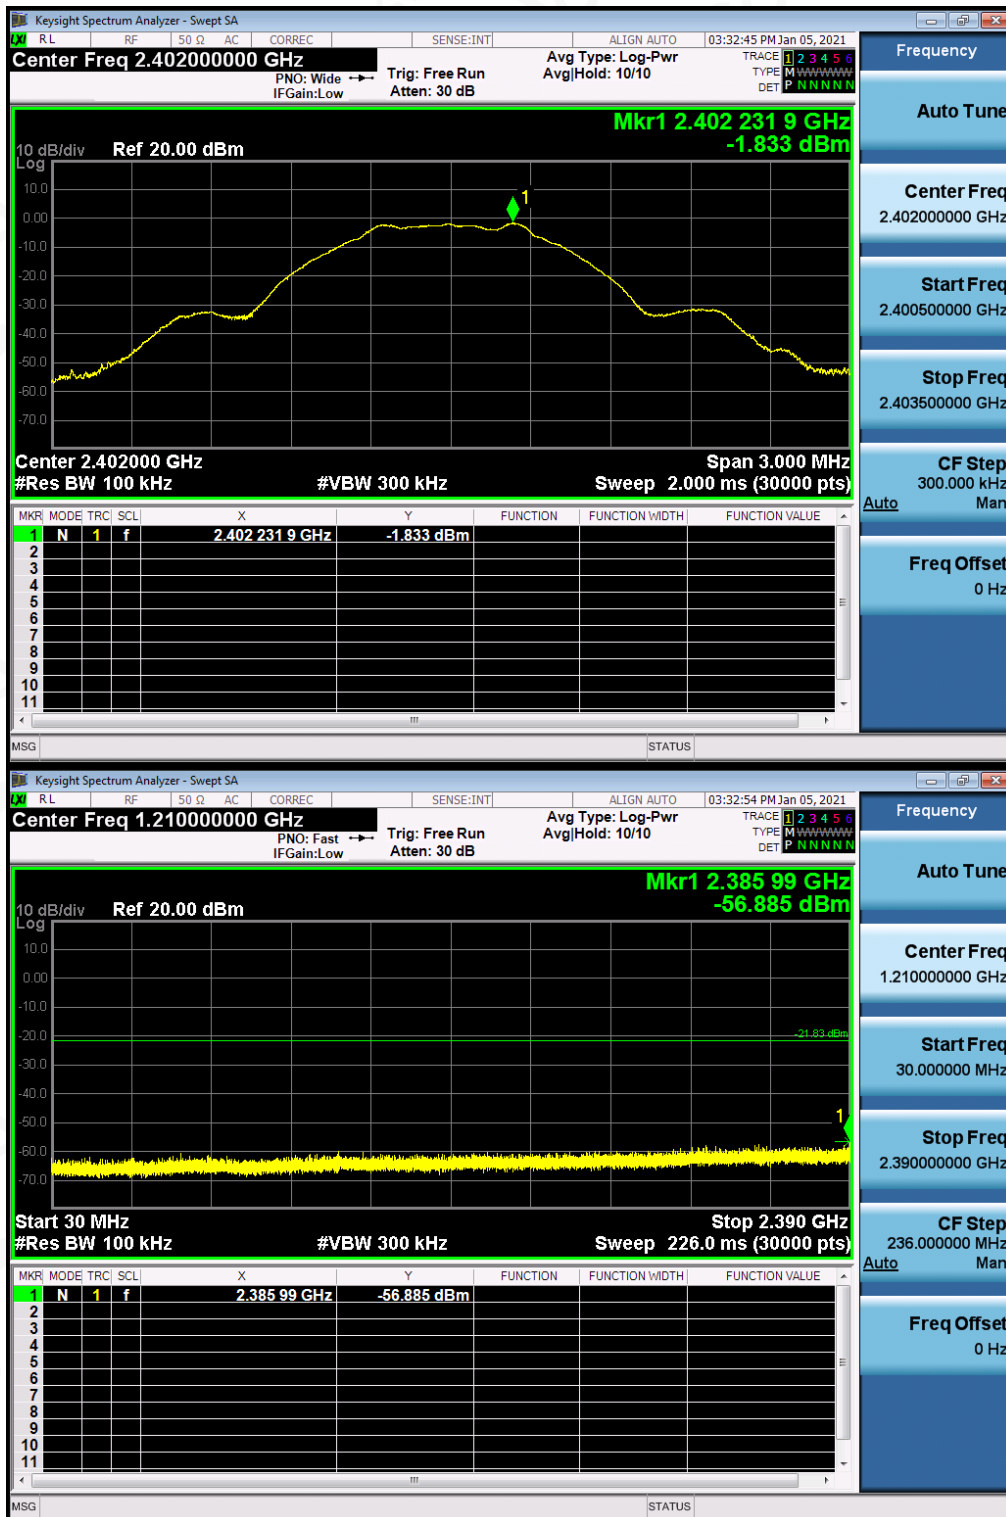 Keysight Spectrum Analyzer - Swept SA
LXI RL RF 50 Ω AC CORREC SENSE:INT ALIGN AUTO 03:32:45 PM Jan 05, 2021
Center Freq 2.402000000 GHz Avg Type: Log-Pwr TRACE 1 2 3 4 5 6
PNO: Wide Trig: Free Run Avg|Hold: 10/10 TYPE M WWWWW
IFGain:Low Atten: 30 dB DET P N N N N N
Mkr1 2.402 231 9 GHz
-1.833 dBm
10 dB/div Ref 20.00 dBm
Log
10.0
1
0.00
-10.0
-20.0
-30.0
-40.0
-50.0
-60.0
-70.0
Center 2.402000 GHz Span 3.000 MHz
#Res BW 100 kHz #VBW 300 kHz Sweep 2.000 ms (30000 pts)
MKR MODE TRC SCL X Y FUNCTION FUNCTION WIDTH FUNCTION VALUE
1 N 1 f 2.402 231 9 GHz -1.833 dBm
2
3
4
5
6
7
8
9
10
11
MSG STATUS
Frequency
Auto Tune
Center Freq
2.402000000 GHz
Start Freq
2.400500000 GHz
Stop Freq
2.403500000 GHz
CF Step
300.000 kHz
Auto Man
Freq Offset
0 Hz
Keysight Spectrum Analyzer - Swept SA
LXI RL RF 50 Ω AC CORREC SENSE:INT ALIGN AUTO 03:32:54 PM Jan 05, 2021
Center Freq 1.210000000 GHz Avg Type: Log-Pwr TRACE 1 2 3 4 5 6
PNO: Fast Trig: Free Run Avg|Hold: 10/10 TYPE M WWWWW
IFGain:Low Atten: 30 dB DET P N N N N N
Mkr1 2.385 99 GHz
-56.885 dBm
10 dB/div Ref 20.00 dBm
Log
10.0
0.00
-10.0
-20.0
-21.83 dBm
-30.0
-40.0
-50.0
1
-60.0
-70.0
Start 30 MHz Stop 2.390 GHz
#Res BW 100 kHz #VBW 300 kHz Sweep 226.0 ms (30000 pts)
MKR MODE TRC SCL X Y FUNCTION FUNCTION WIDTH FUNCTION VALUE
1 N 1 f 2.385 99 GHz -56.885 dBm
2
3
4
5
6
7
8
9
10
11
MSG STATUS
Frequency
Auto Tune
Center Freq
1.210000000 GHz
Start Freq
30.000000 MHz
Stop Freq
2.390000000 GHz
CF Step
236.000000 MHz
Auto Man
Freq Offset
0 Hz